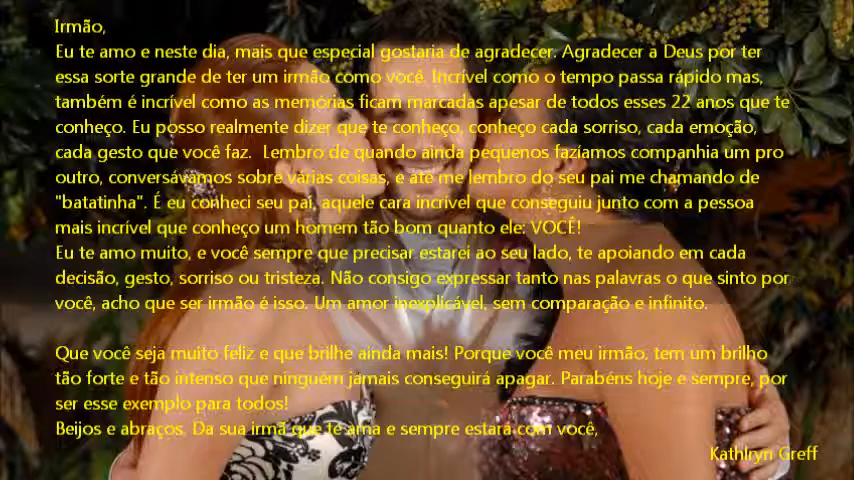 Irmão,
Eu te amo e neste dia, mais que especial gostaria de agradecer. Agradecer a Deus por ter
essa sorte grande de ter um irmão como você. Incrível como o tempo passa rápido mas,
também é incrível como as memórias ficam marcadas apesar de todos esses 22 anos que te
conheço. Eu posso realmente dizer que te conheço, conheço cada sorriso, cada emoção,
cada gesto que você faz.  Lembro de quando ainda pequenos fazíamos companhia um pro
outro, conversávamos sobre várias coisas, e até me lembro do seu pai me chamando de
"batatinha". É eu conheci seu pai, aquele cara incrível que conseguiu junto com a pessoa
mais incrível que conheço um homem tão bom quanto ele: VOCÊ!
Eu te amo muito, e você sempre que precisar estarei ao seu lado, te apoiando em cada
decisão, gesto, sorriso ou tristeza. Não consigo expressar tanto nas palavras o que sinto por
você, acho que ser irmão é isso. Um amor inexplicável, sem comparação e infinito.

Que você seja muito feliz e que brilhe ainda mais! Porque você meu irmão, tem um brilho
tão forte e tão intenso que ninguém jamais conseguirá apagar. Parabéns hoje e sempre, por
ser esse exemplo para todos!
Beijos e abraços. Da sua irmã que te ama e sempre estará com você,
Kathlryn Greff